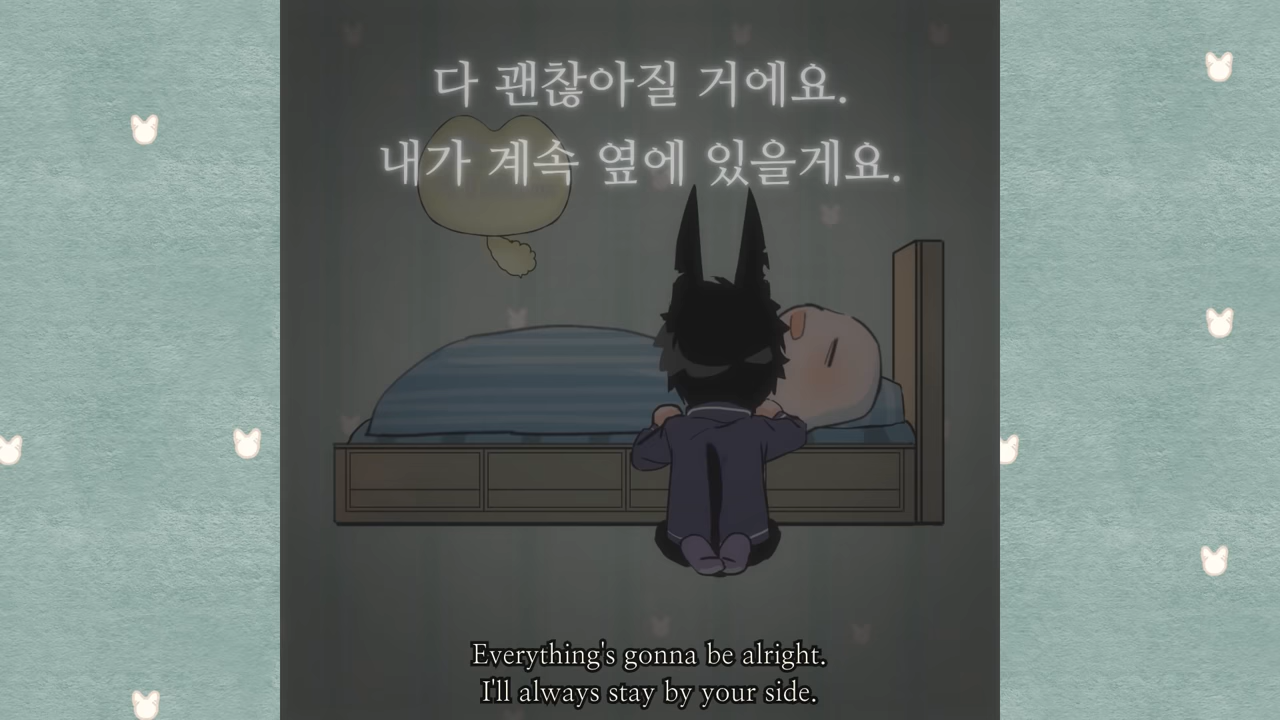 다 괜찮아질 거에요.
내가 계속 옆에 있을게요.
Everything's gonna be alright.
I'll always stay by your side.